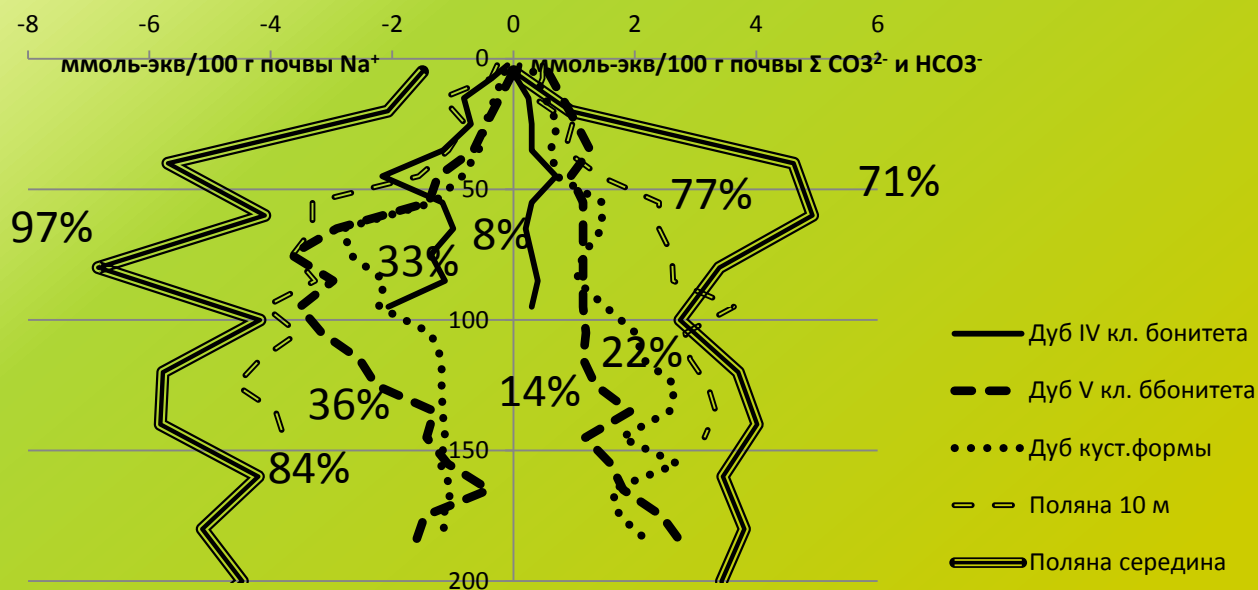 -8 -6 -4 -2 0 2 4 6
0
ммоль-экв/100 г почвы Na⁺ ммоль-экв/100 г почвы Σ CO3²⁻ и HCO3⁻
50
77% 71%
97% 8%
33%
100
Дуб IV кл. бонитета
22%
14%
Дуб V кл. ббонитета
36%
150
Дуб куст.формы
84%
Поляна 10 м
Поляна середина
200